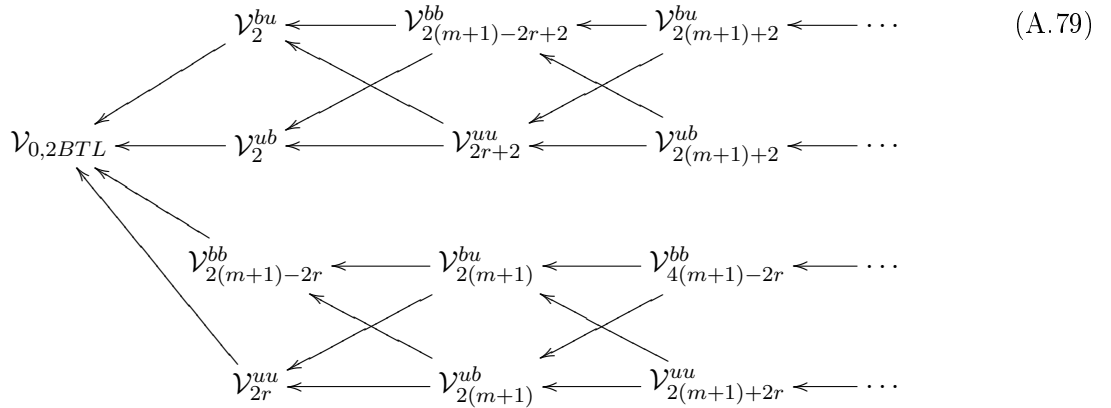 𝒱_2^{bu} ← 𝒱_{2(m+1)−2r+2}^{bb} ← 𝒱_{2(m+1)+2}^{bu} ← ⋯ (A.79)
𝒱_{0,2BTL} ← 𝒱_2^{ub} ← 𝒱_{2r+2}^{uu} ← 𝒱_{2(m+1)+2}^{ub} ← ⋯
𝒱_{2(m+1)−2r}^{bb} ← 𝒱_{2(m+1)}^{bu} ← 𝒱_{4(m+1)−2r}^{bb} ← ⋯
𝒱_{2r}^{uu} ← 𝒱_{2(m+1)}^{ub} ← 𝒱_{2(m+1)+2r}^{uu} ← ⋯